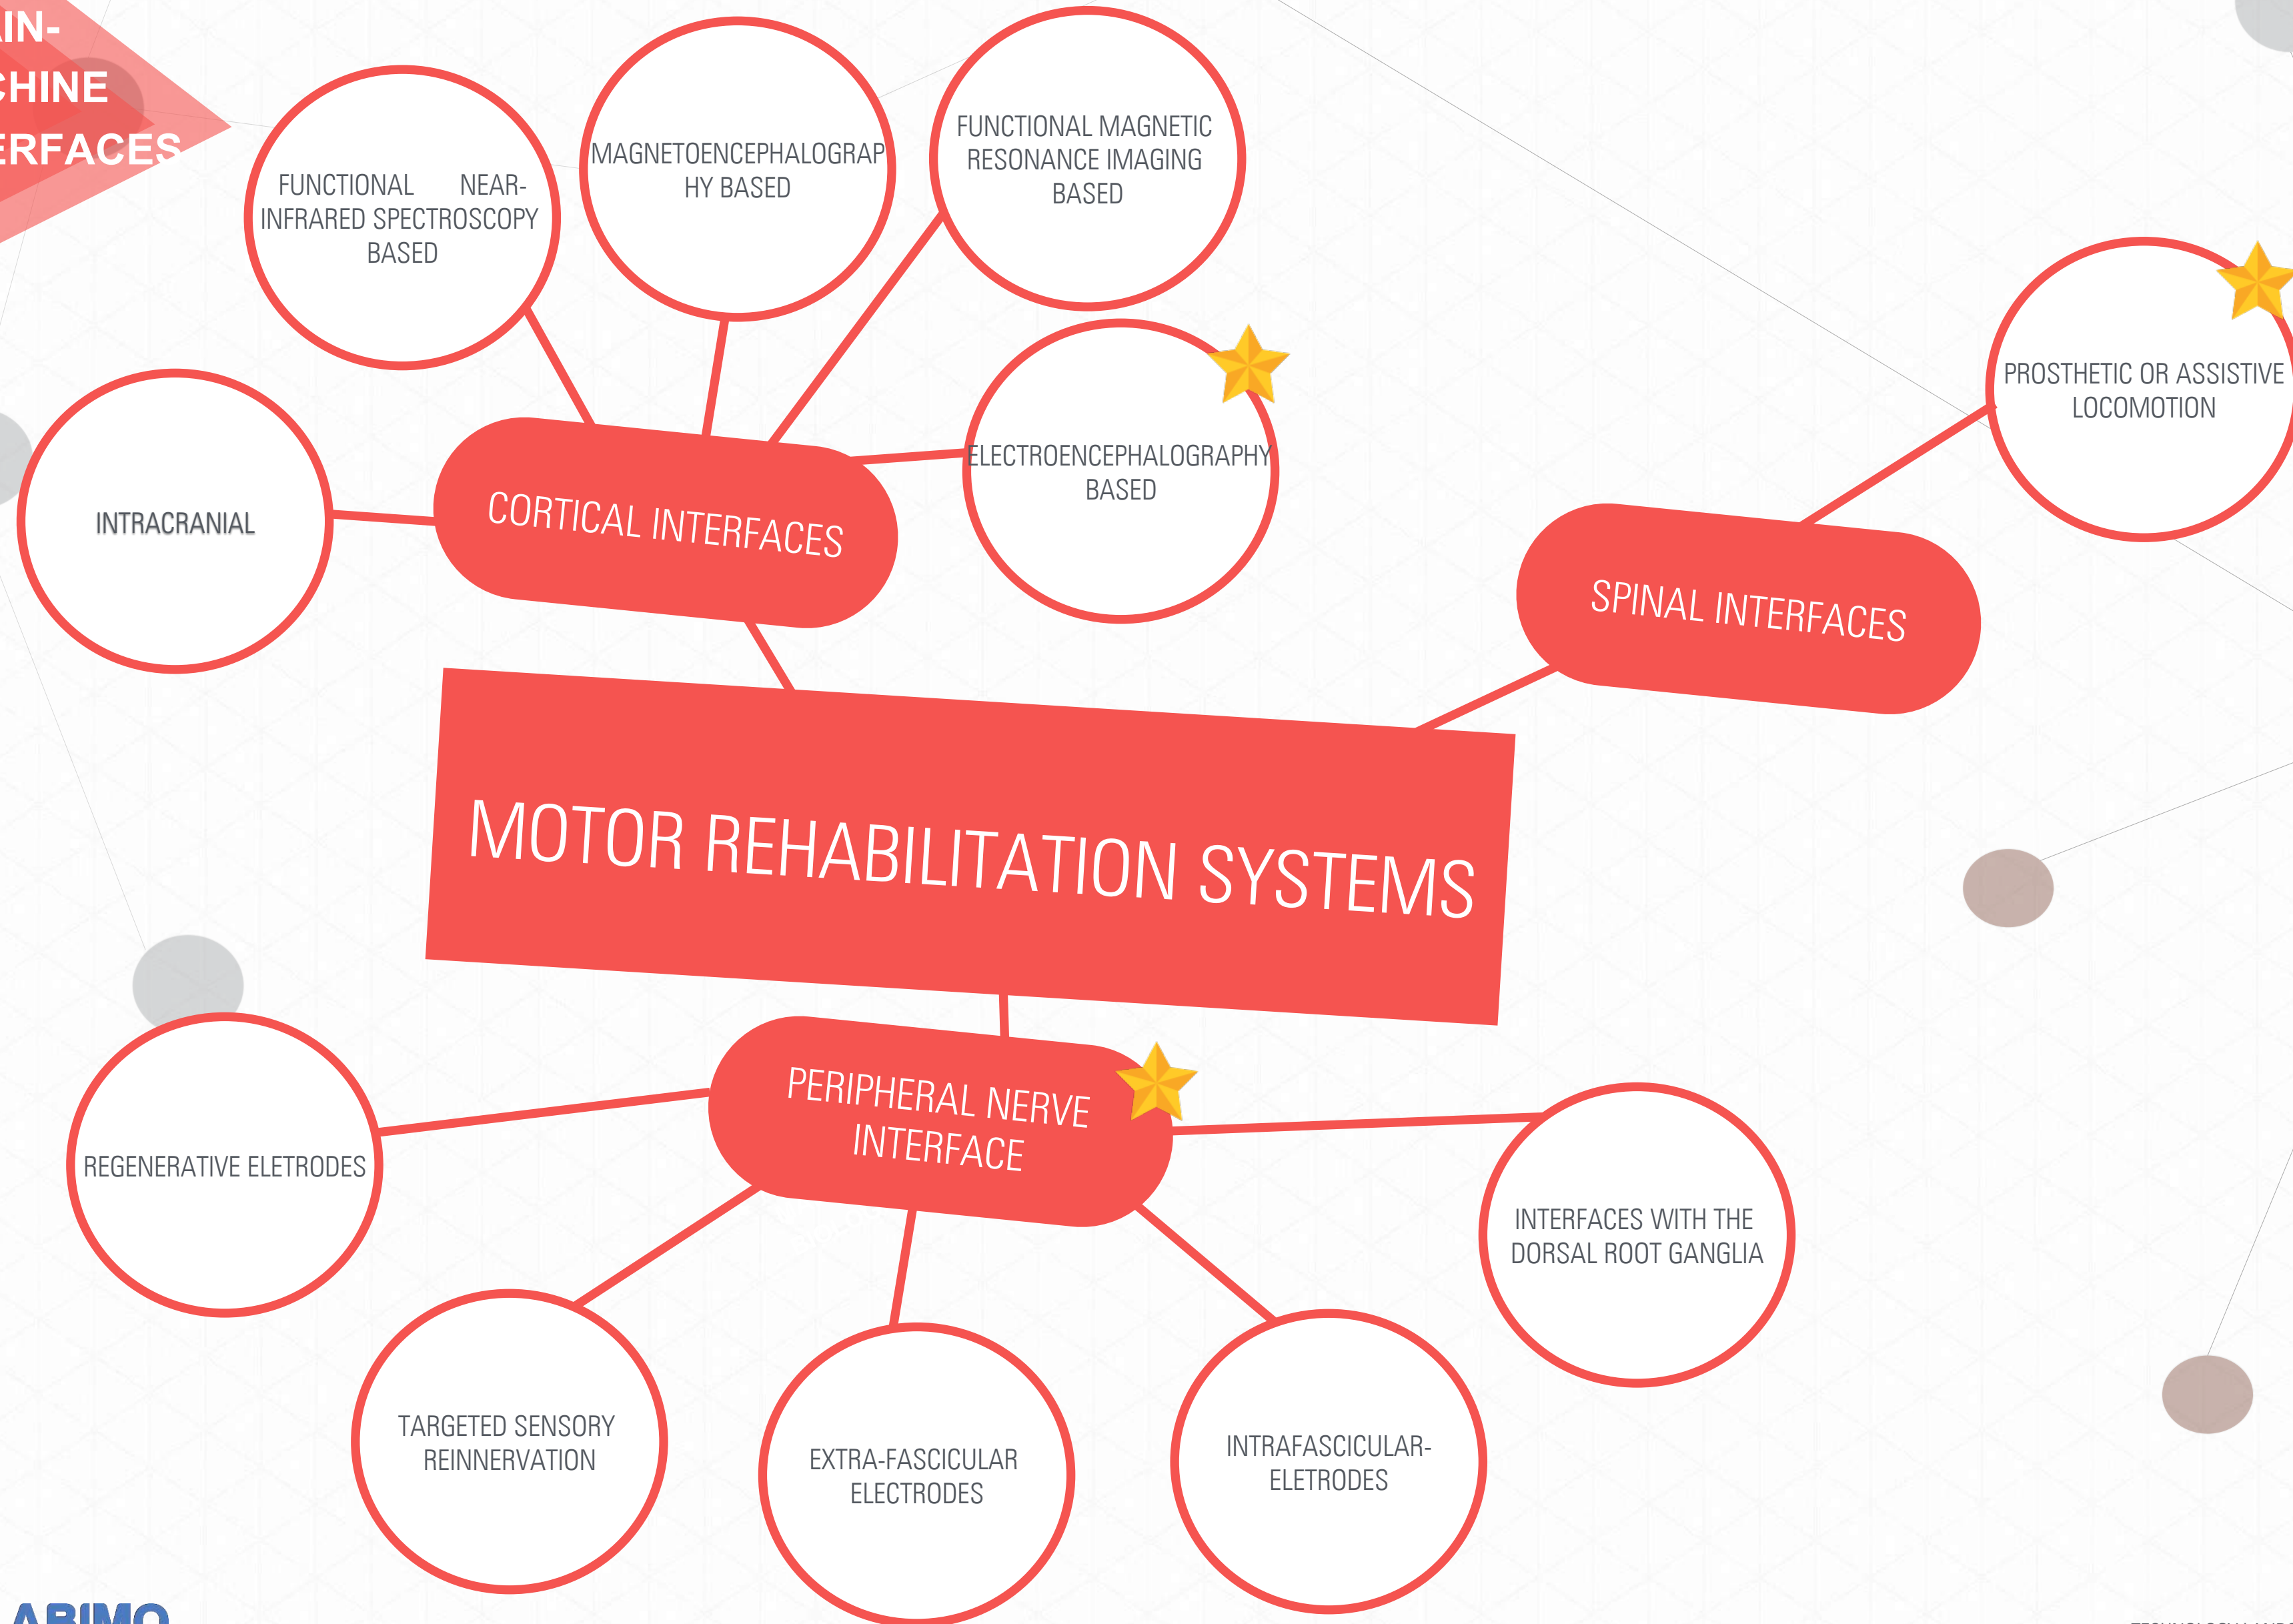 IN-
CHINE
ERFACES
FUNCTIONAL NEAR-
INFRARED SPECTROSCOPY
BASED
MAGNETOENCEPHALOGRAP
HY BASED
FUNCTIONAL MAGNETIC
RESONANCE IMAGING
BASED
ELECTROENCEPHALOGRAPHY
BASED
INTRACRANIAL
CORTICAL INTERFACES
PROSTHETIC OR ASSISTIVE
LOCOMOTION
SPINAL INTERFACES
MOTOR REHABILITATION SYSTEMS
PERIPHERAL NERVE
INTERFACE
REGENERATIVE ELETRODES
TARGETED SENSORY
REINNERVATION
EXTRA-FASCICULAR
ELECTRODES
INTRAFASCICULAR-
ELETRODES
INTERFACES WITH THE
DORSAL ROOT GANGLIA
ABIMO